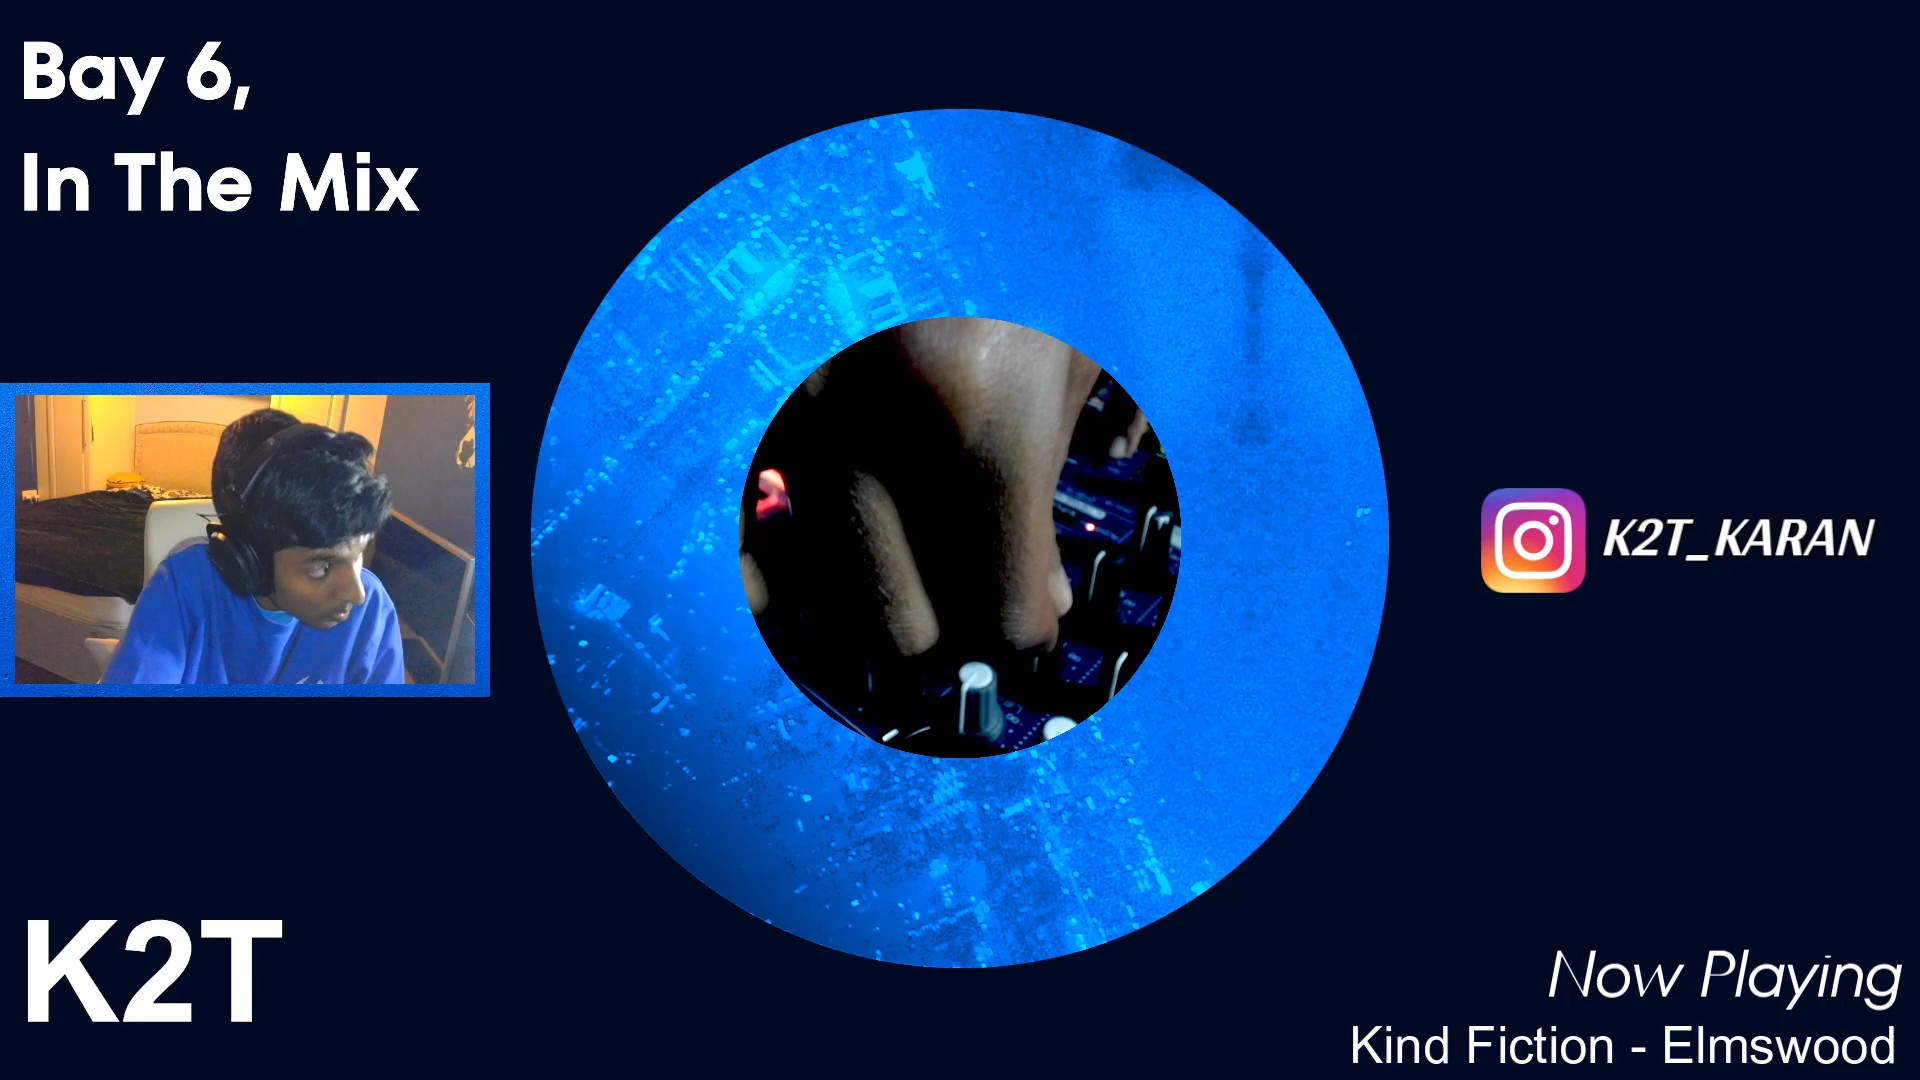 Bay 6,
In The Mix
K2T_KARAN
K2T
Now Playing
Kind Fiction - Elmswood